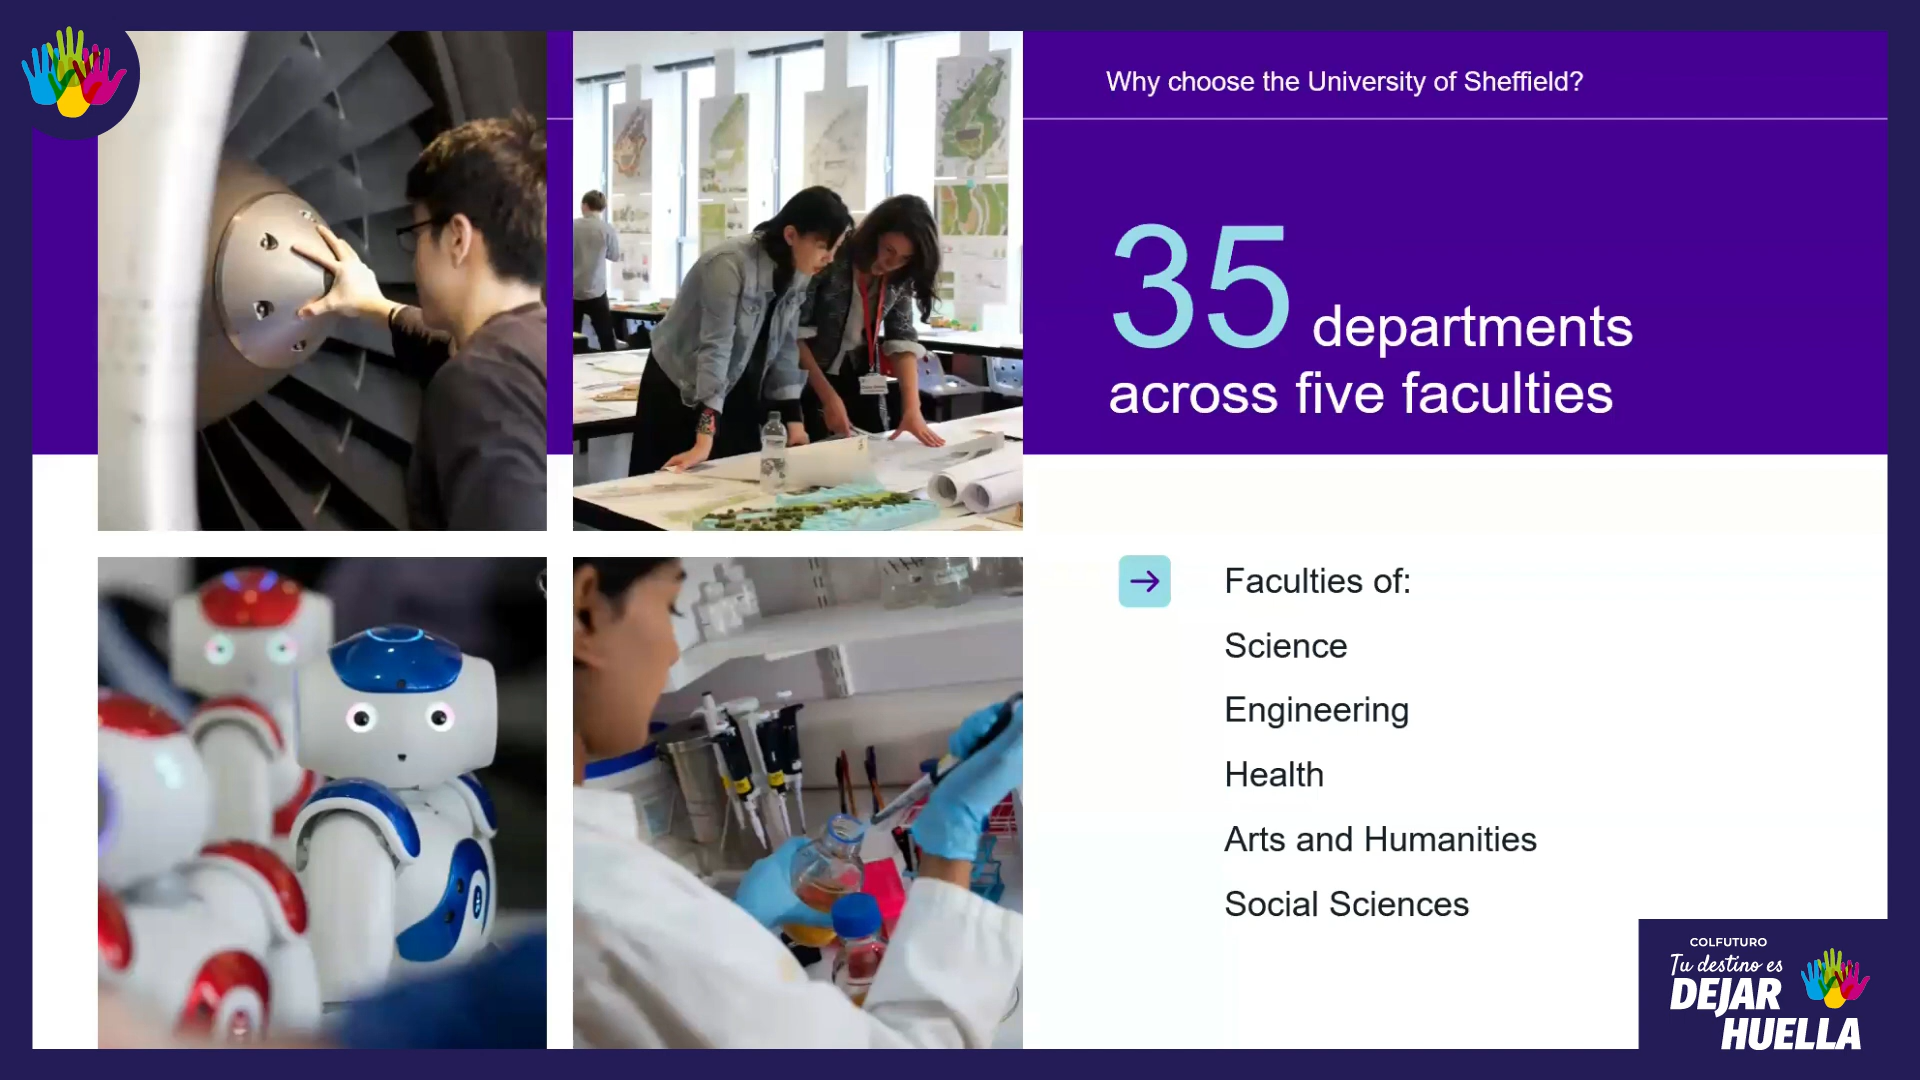 Why choose the University of Sheffield?
35 departments
across five faculties
Faculties of:
Science
Engineering
Health
Arts and Humanities
Social Sciences
COLFUTURO
Tu destino es
DEJAR
HUELLA